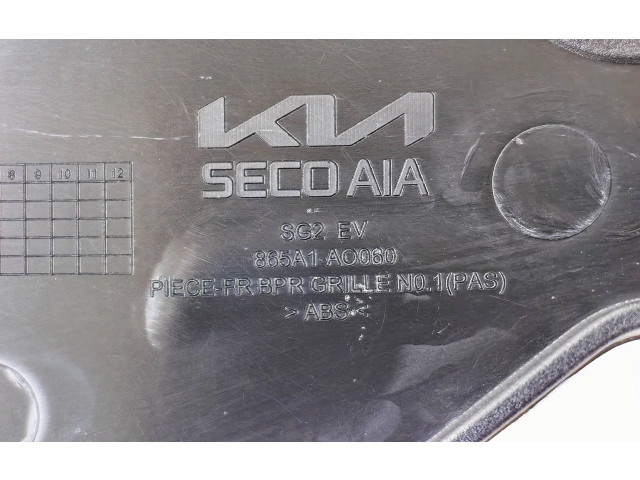 KIA
SECO AIA
8 9 10 11 12
SG2 EV
865A1-AO060
PIECE-FR BPR GRILLE N0.1(PAS)
> ABS <